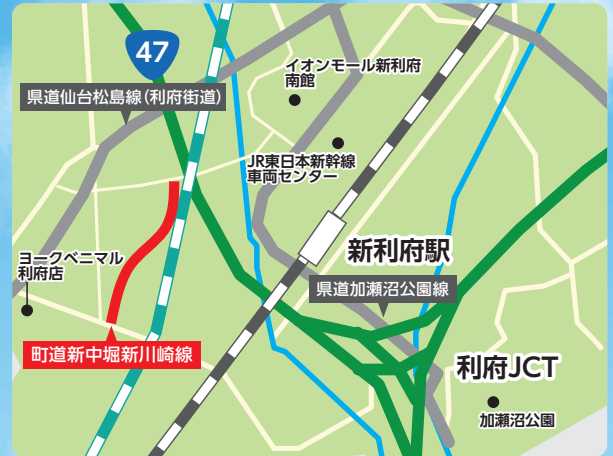 47
県道仙台松島線(利府街道)
イオンモール新利府
南館
JR東日本新幹線
車両センター
ヨークベニマル
利府店
新利府駅
県道加瀬沼公園線
町道新中堀新川崎線
利府JCT
加瀬沼公園